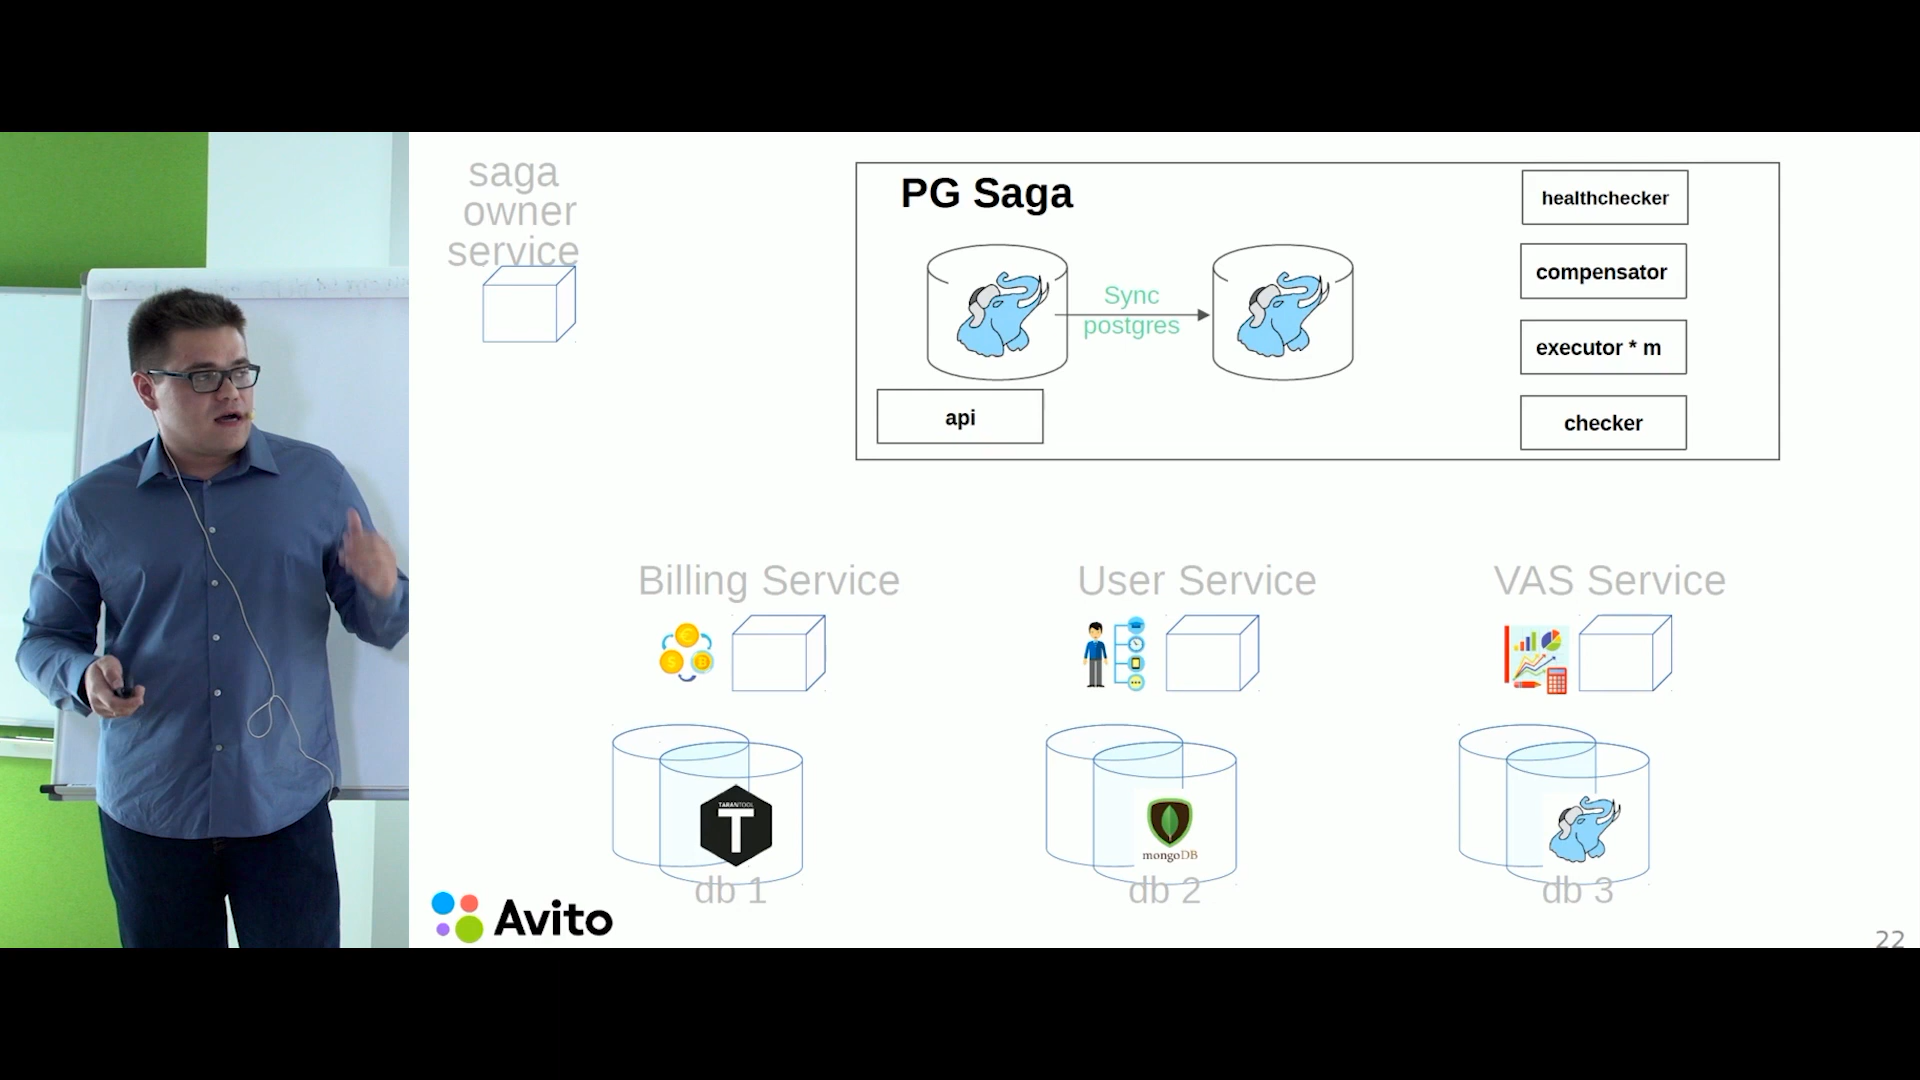 saga
owner
service
PG Saga
healthchecker
compensator
Sync
postgres
executor * m
api
checker
Billing Service
User Service
VAS Service
TARANTOOL
T
mongoDB
db 1
db 2
db 3
Avito
22